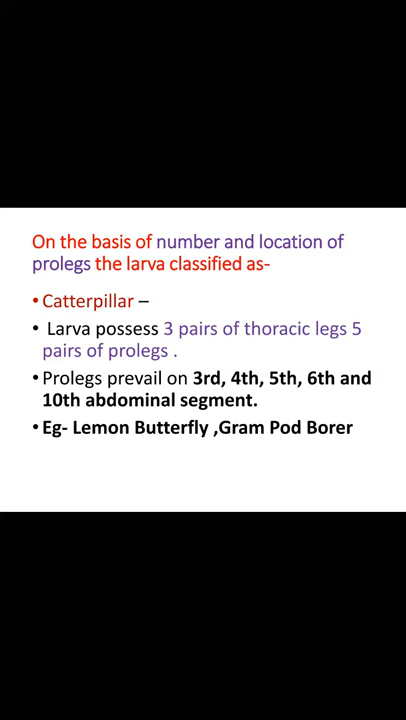 On the basis of number and location of
prolegs the larva classified as-
• Catterpillar –
• Larva possess 3 pairs of thoracic legs 5
pairs of prolegs .
• Prolegs prevail on 3rd, 4th, 5th, 6th and
10th abdominal segment.
• Eg- Lemon Butterfly ,Gram Pod Borer